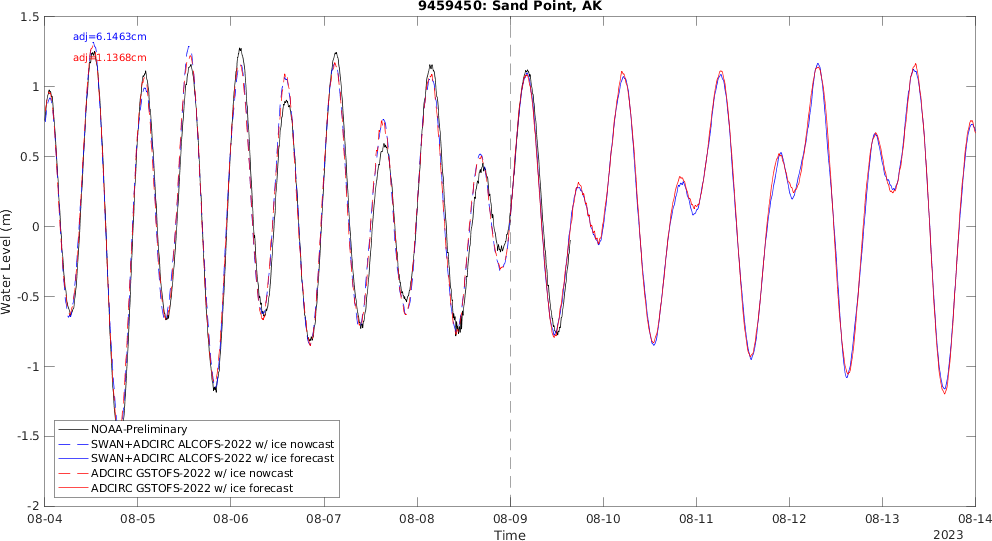 9459450: Sand Point, AK
adj=6.1463cm
adj=1.1368cm
1.5
1
0.5
0
-0.5
-1
-1.5
-2
Water Level (m)
NOAA-Preliminary
SWAN+ADCIRC ALCOFS-2022 w/ ice nowcast
SWAN+ADCIRC ALCOFS-2022 w/ ice forecast
ADCIRC GSTOFS-2022 w/ ice nowcast
ADCIRC GSTOFS-2022 w/ ice forecast
08-04 08-05 08-06 08-07 08-08 08-09 08-10 08-11 08-12 08-13 08-14
Time
2023